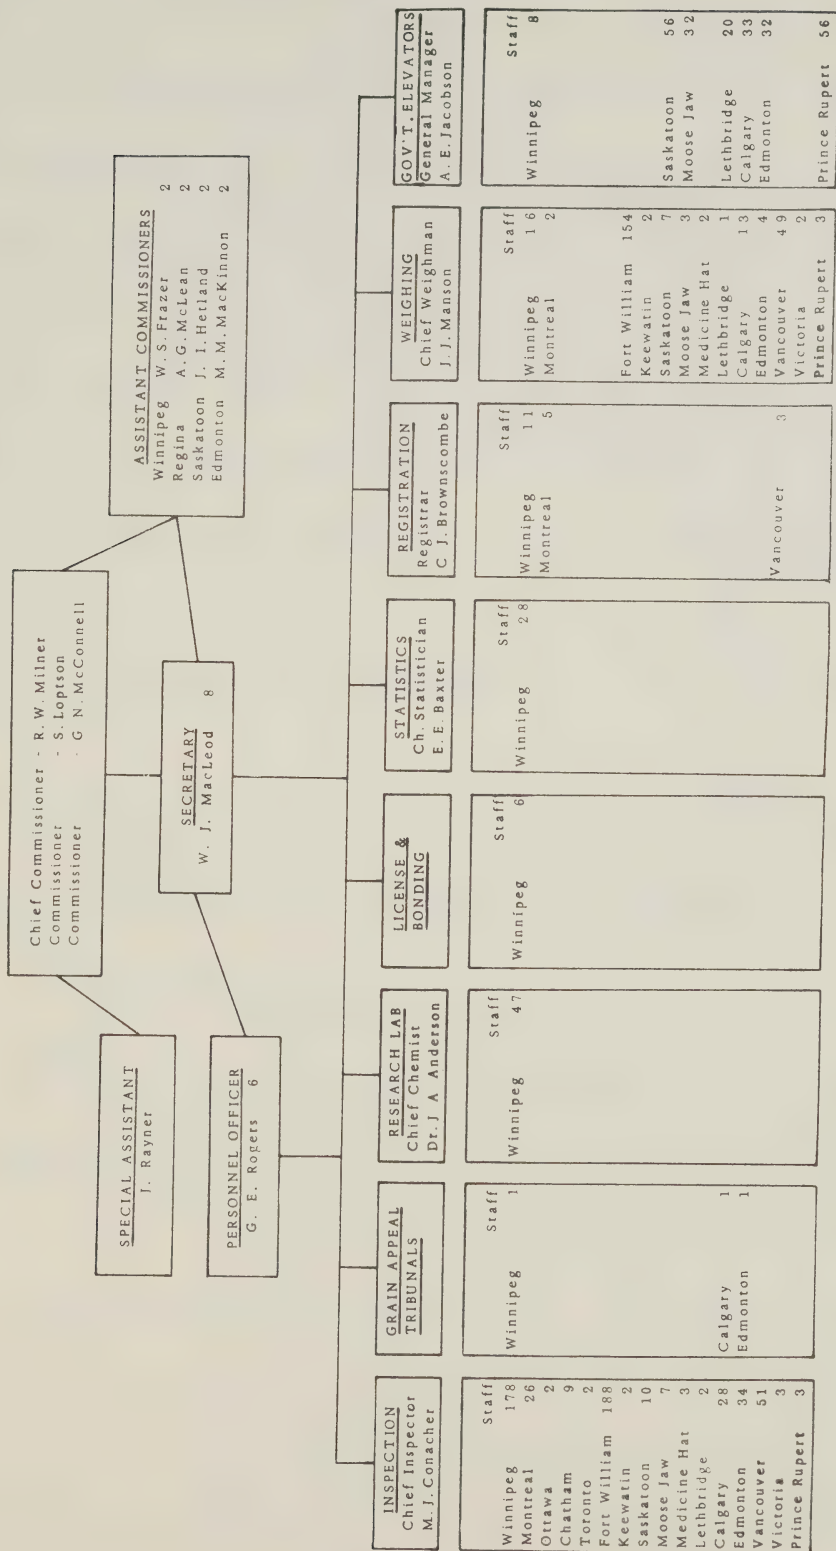 Chief Commissioner - R. W. Milner
Commissioner - S. Loptson
Commissioner - G N. McConnell
SPECIAL ASSISTANT
J. Rayner
ASSISTANT COMMISSIONERS
Winnipeg W. S. Frazer 2
Regina A. G. McLean 2
Saskatoon J. I. Hetland 2
Edmonton M. M. MacKinnon 2
SECRETARY
W. J. MacLeod 8
PERSONNEL OFFICER
G. E. Rogers 6
INSPECTION
Chief Inspector
M. J. Conacher
Staff
Winnipeg 178
Montreal 26
Ottawa 2
Chatham 9
Toronto 2
Fort William 188
Keewatin 2
Saskatoon 10
Moose Jaw 7
Medicine Hat 3
Lethbridge 2
Calgary 28
Edmonton 34
Vancouver 51
Victoria 3
Prince Rupert 3
GRAIN APPEAL
TRIBUNALS
Staff
Winnipeg 1
Calgary 1
Edmonton 1
RESEARCH LAB
Chief Chemist
Dr. J A Anderson
Staff
Winnipeg 47
LICENSE &
BONDING
Staff
Winnipeg 6
STATISTICS
Ch. Statistician
E. E. Baxter
Staff
Winnipeg 28
REGISTRATION
Registrar
C J. Brownscombe
Staff
Winnipeg 11
Montreal 5
Vancouver 3
WEIGHING
Chief Weighman
J. J. Manson
Staff
Winnipeg 16
Montreal 2
Fort William 154
Keewatin 2
Saskatoon 7
Moose Jaw 3
Medicine Hat 2
Lethbridge 1
Calgary 13
Edmonton 4
Vancouver 49
Victoria 2
Prince Rupert 3
GOV'T. ELEVATORS
General Manager
A. E. Jacobson
Staff
Winnipeg 8
Saskatoon 56
Moose Jaw 32
Lethbridge 20
Calgary 33
Edmonton 32
Prince Rupert 56